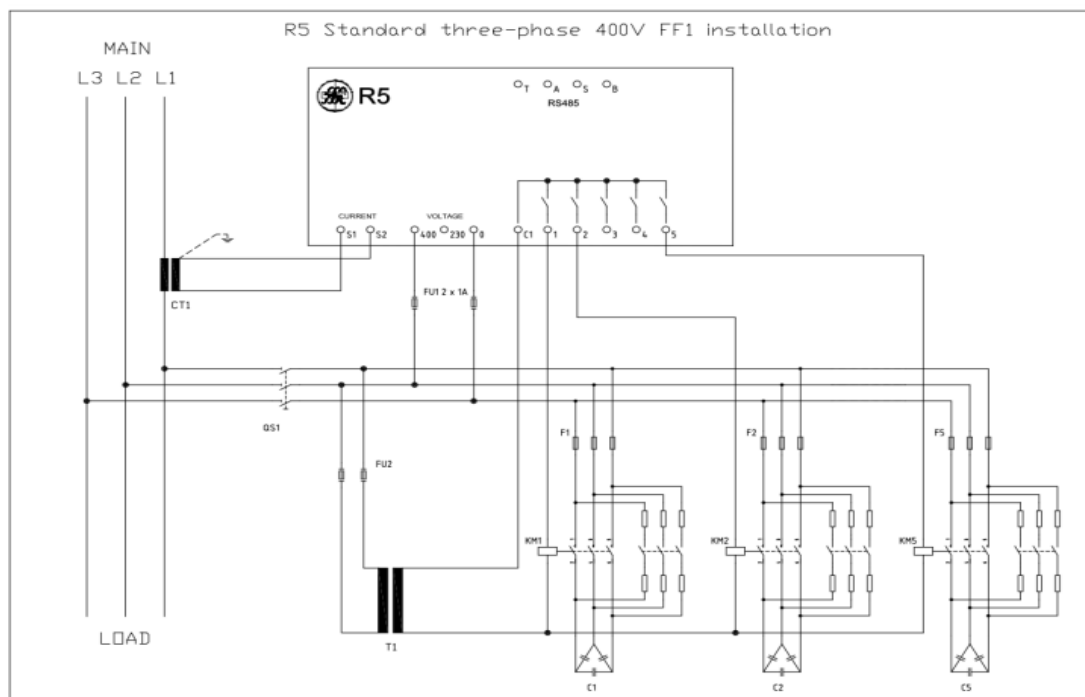 R5 Standard three-phase 400V FF1 installation
MAIN
L3 L2 L1
R5
T A S B
RS485
CURRENT VOLTAGE
S1 S2 400 230 0 C1 1 2 3 4 5
CT1
FU1 2 x 1A
QS1
F1 F2 F5
FU2
KM1 KM2 KM5
LOAD
T1
C1 C2 C5